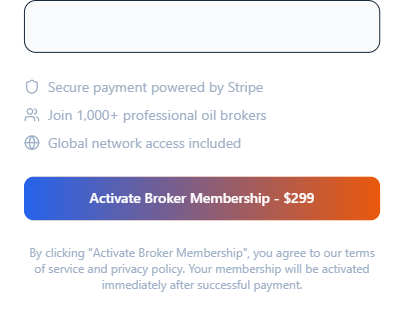 Secure payment powered by Stripe
Join 1,000+ professional oil brokers
Global network access included
Activate Broker Membership - $299
By clicking "Activate Broker Membership", you agree to our terms
of service and privacy policy. Your membership will be activated
immediately after successful payment.